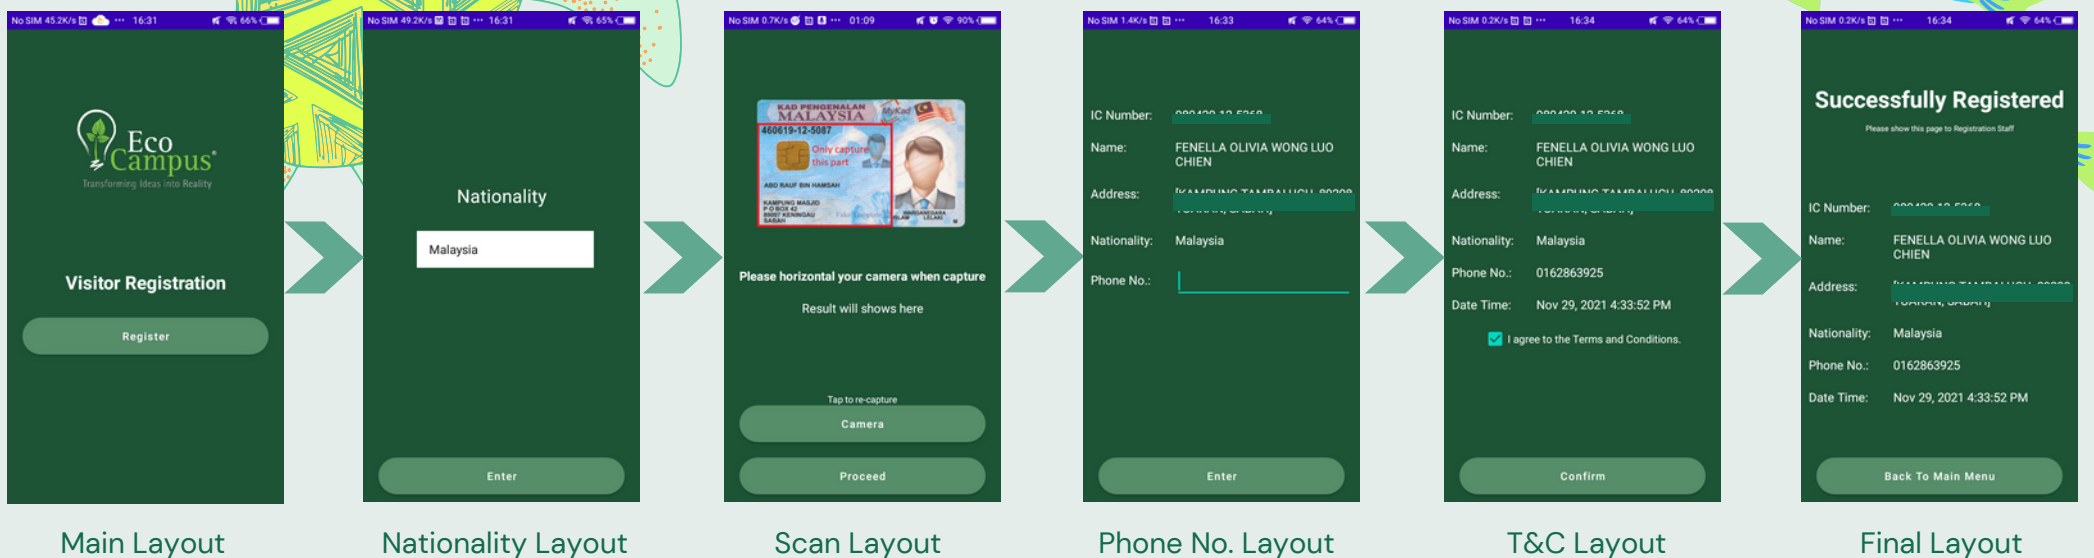 No SIM 45.2K/s ··· 16:31 66%
Eco
Campus®
Transforming Ideas into Reality
Visitor Registration
Register
Main Layout
No SIM 49.2K/s ··· 16:31 65%
Nationality
Malaysia
Enter
Nationality Layout
No SIM 0.7K/s ··· 01:09 90%
KAD PENGENALAN
MALAYSIA MyKad
460619-12-5087
Only capture
this part
ABD RAUF BIN HAMSAH
KAMPUNG MASJID
P O BOX 42
89007 KENINGAU
SABAH
WARGANEGARA
ISLAM LELAKI
Please horizontal your camera when capture
Result will shows here
Tap to re-capture
Camera
Proceed
Scan Layout
No SIM 1.4K/s ··· 16:33 64%
IC Number:
Name: FENELLA OLIVIA WONG LUO
CHIEN
Address:
Nationality: Malaysia
Phone No.:
Enter
Phone No. Layout
No SIM 0.2K/s ··· 16:34 64%
IC Number:
Name: FENELLA OLIVIA WONG LUO
CHIEN
Address:
Nationality: Malaysia
Phone No.: 0162863925
Date Time: Nov 29, 2021 4:33:52 PM
I agree to the Terms and Conditions.
Confirm
T&C Layout
No SIM 0.2K/s ··· 16:34 64%
Successfully Registered
Please show this page to Registration Staff
IC Number:
Name: FENELLA OLIVIA WONG LUO
CHIEN
Address:
Nationality: Malaysia
Phone No.: 0162863925
Date Time: Nov 29, 2021 4:33:52 PM
Back To Main Menu
Final Layout